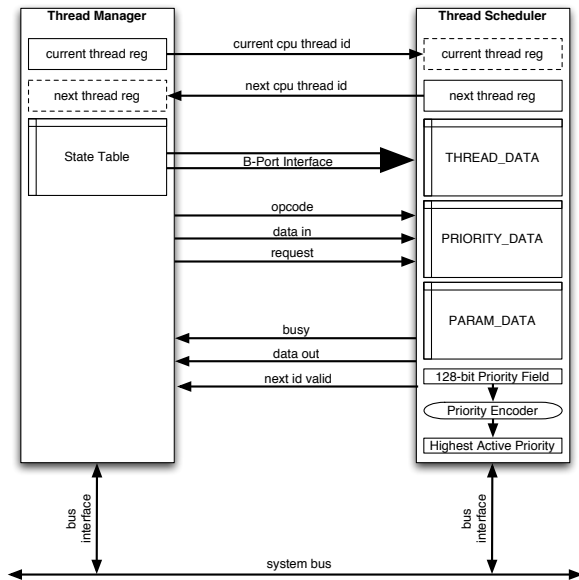 Thread Manager
Thread Scheduler
current thread reg
current cpu thread id
current thread reg
next thread reg
next cpu thread id
next thread reg
State Table
B-Port Interface
THREAD_DATA
opcode
data in
request
PRIORITY_DATA
PARAM_DATA
busy
data out
next id valid
128-bit Priority Field
Priority Encoder
Highest Active Priority
bus
interface
bus
interface
system bus